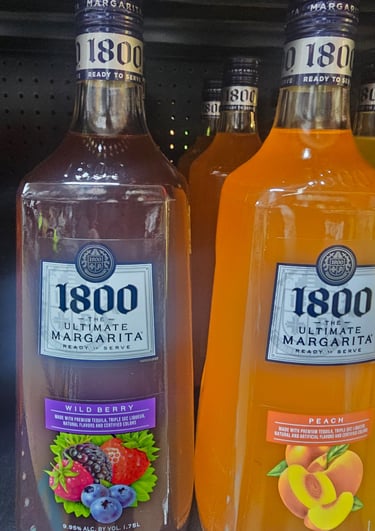 MARGARITA
1800
READY TO SERVE
1800
THE
ULTIMATE
MARGARITA
READY TO SERVE
WILD BERRY
MADE WITH PREMIUM TEQUILA, TRIPLE SEC LIQUEUR,
NATURAL FLAVORS AND CERTIFIED COLORS
9.95% ALC. BY VOL. 1.75L
1800
1800
MARGARITA
1800
READY TO SERVE
1800
THE
ULTIMATE
MARGARITA
READY TO SERVE
PEACH
MADE WITH PREMIUM TEQUILA, TRIPLE SEC LIQUEUR,
NATURAL AND ARTIFICIAL FLAVORS AND CERTIFIED COLORS